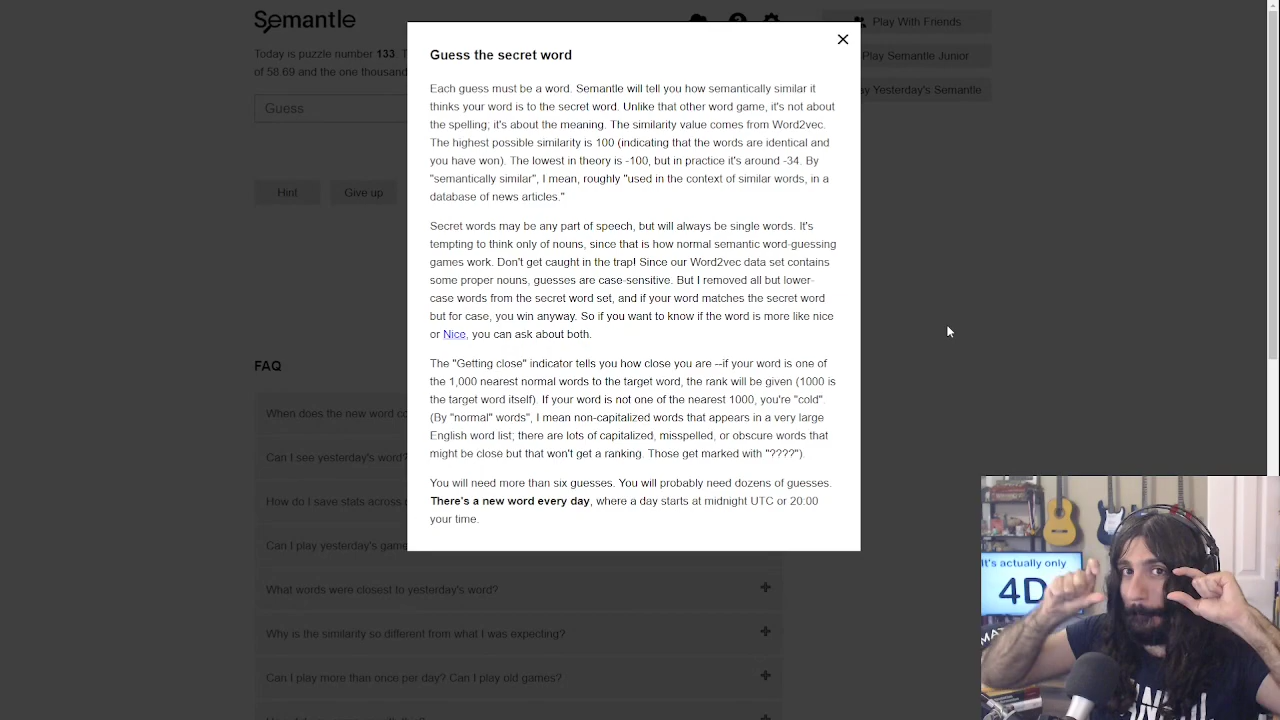 Semantle
Play With Friends
Today is puzzle number 133
of 58.69 and the one thousand
Play Semantle Junior
Yesterday's Semantle
Guess
Hint
Give up
Guess the secret word
Each guess must be a word. Semantle will tell you how semantically similar it
thinks your word is to the secret word. Unlike that other word game, it's not about
the spelling; it's about the meaning. The similarity value comes from Word2vec.
The highest possible similarity is 100 (indicating that the words are identical and
you have won). The lowest in theory is -100, but in practice it's around -34. By
"semantically similar", I mean, roughly "used in the context of similar words, in a
database of news articles."
Secret words may be any part of speech, but will always be single words. It's
tempting to think only of nouns, since that is how normal semantic word-guessing
games work. Don't get caught in the trap! Since our Word2vec data set contains
some proper nouns, guesses are case-sensitive. But I removed all but lower-
case words from the secret word set, and if your word matches the secret word
but for case, you win anyway. So if you want to know if the word is more like nice
or Nice, you can ask about both.
The "Getting close" indicator tells you how close you are --if your word is one of
the 1,000 nearest normal words to the target word, the rank will be given (1000 is
the target word itself). If your word is not one of the nearest 1000, you're "cold".
(By "normal" words", I mean non-capitalized words that appears in a very large
English word list; there are lots of capitalized, misspelled, or obscure words that
might be close but that won't get a ranking. Those get marked with "????").
You will need more than six guesses. You will probably need dozens of guesses.
There's a new word every day, where a day starts at midnight UTC or 20:00
your time.
FAQ
When does the new word
Can I see yesterday's word?
How do I save stats across
Can I play yesterday's game
What words were closest to yesterday's word?
Why is the similarity so different from what I was expecting?
Can I play more than once per day? Can I play old games?
It's actually only
4D